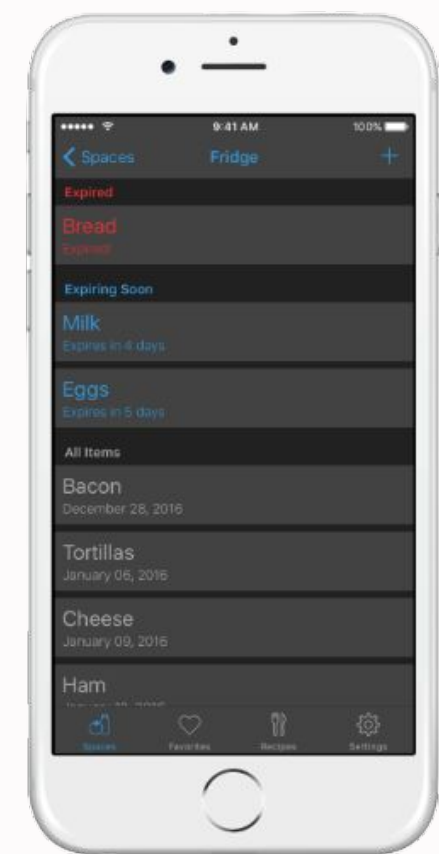 9:41 AM
100%
Spaces
Fridge
Expired
Bread
Expired
Expiring Soon
Milk
Expires in 4 days
Eggs
Expires in 5 days
All Items
Bacon
December 28, 2016
Tortillas
January 06, 2016
Cheese
January 09, 2016
Ham
Spaces
Favorites
Recipes
Settings